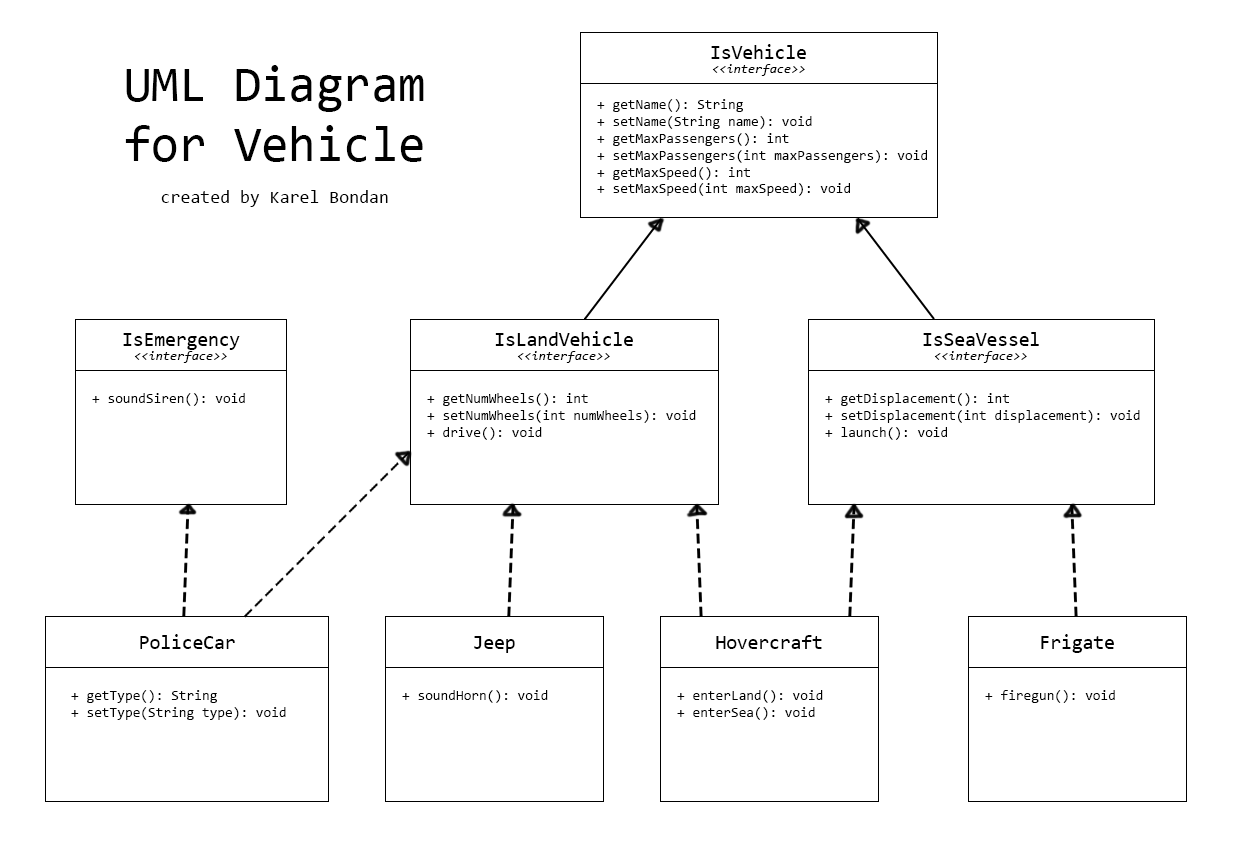 UML Diagram
for Vehicle
created by Karel Bondan
IsVehicle
<<interface>>
+ getName(): String
+ setName(String name): void
+ getMaxPassengers(): int
+ setMaxPassengers(int maxPassengers): void
+ getMaxSpeed(): int
+ setMaxSpeed(int maxSpeed): void
IsEmergency
<<interface>>
+ soundSiren(): void
IsLandVehicle
<<interface>>
+ getNumWheels(): int
+ setNumWheels(int numWheels): void
+ drive(): void
IsSeaVessel
<<interface>>
+ getDisplacement(): int
+ setDisplacement(int displacement): void
+ launch(): void
PoliceCar
+ getType(): String
+ setType(String type): void
Jeep
+ soundHorn(): void
Hovercraft
+ enterLand(): void
+ enterSea(): void
Frigate
+ firegun(): void